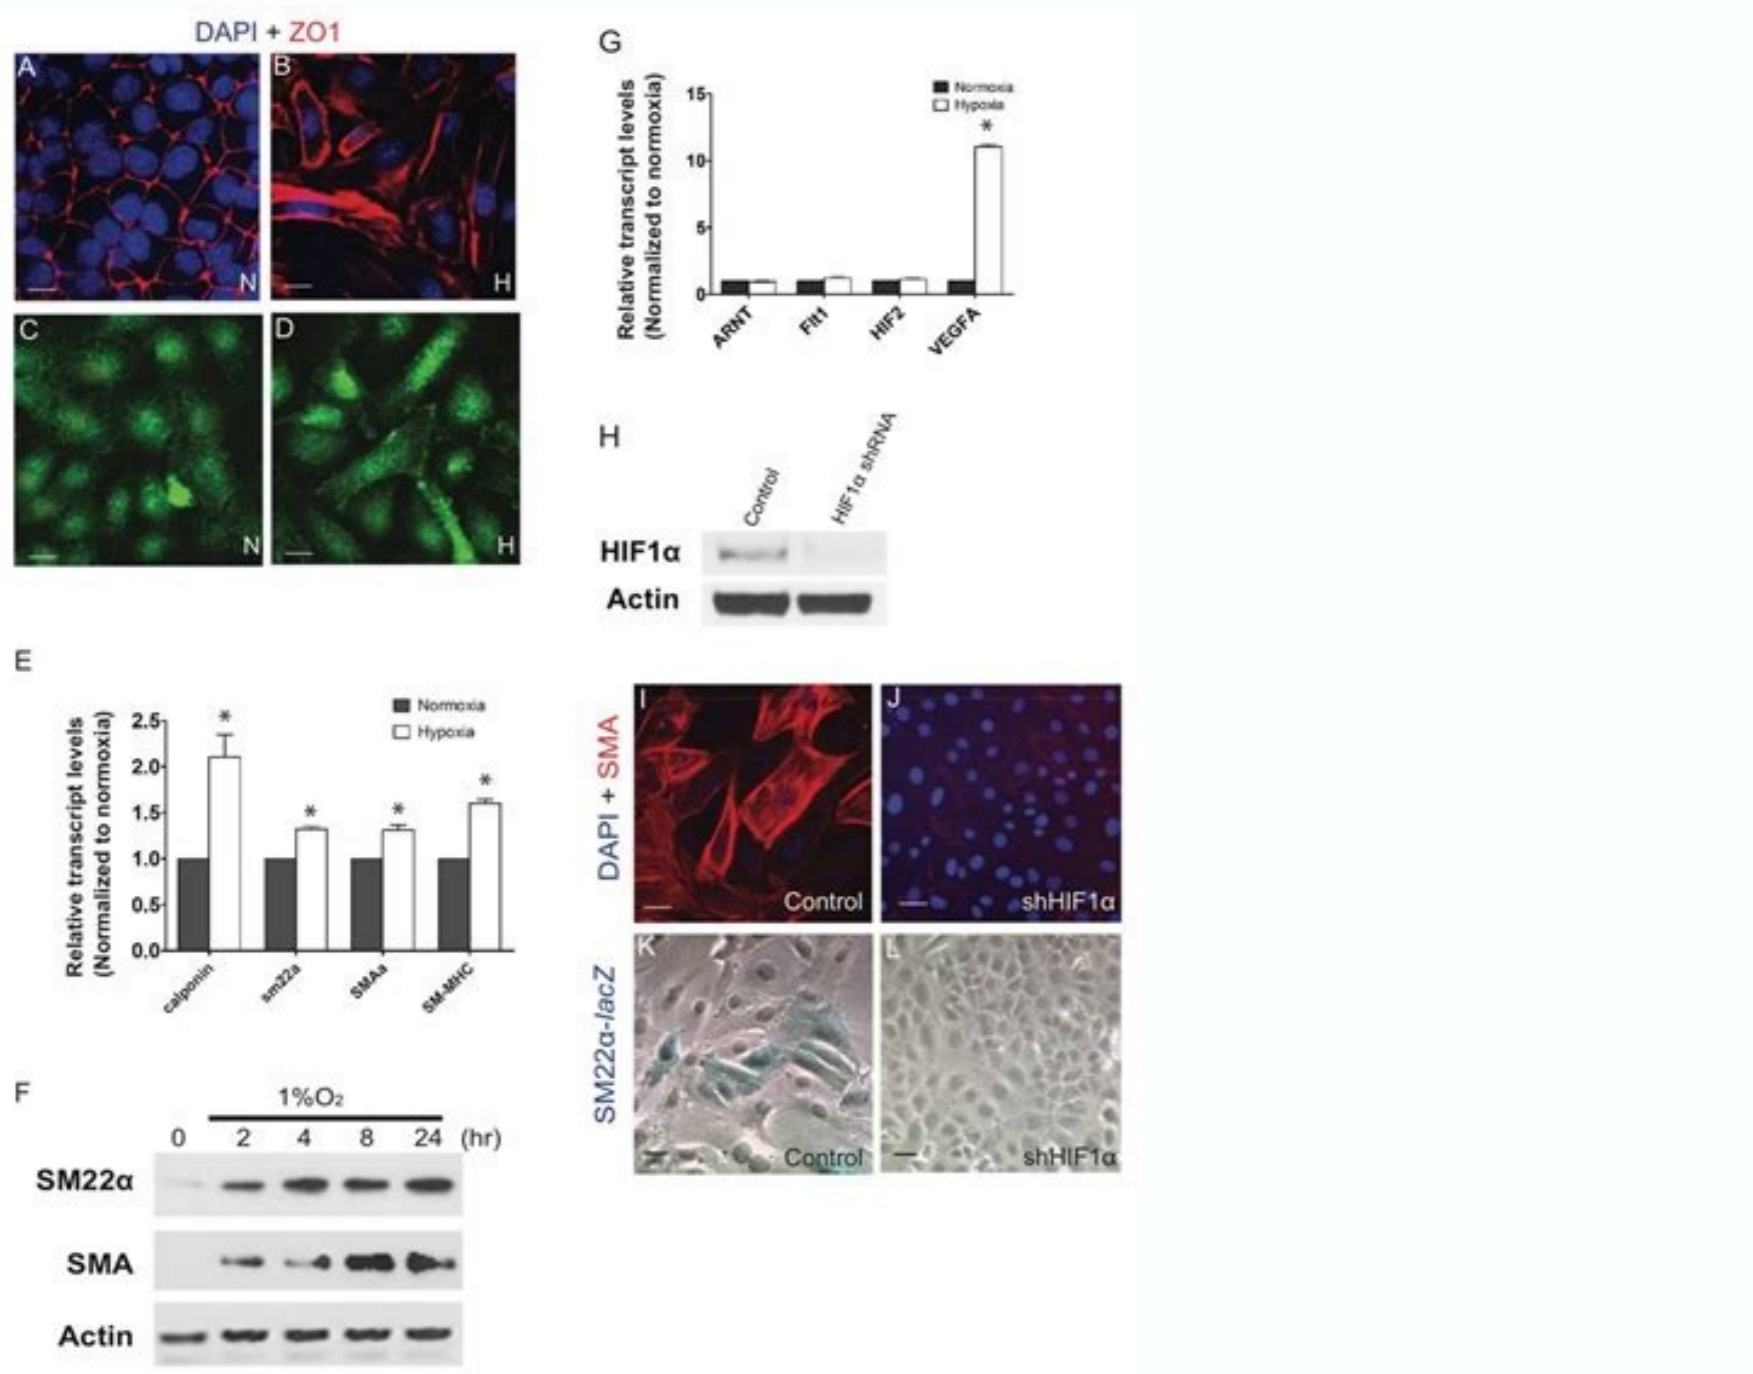 DAPI + ZO1
A
B
N
H
C
D
N
H
E
Relative transcript levels
(Normalized to normoxia)
Normoxia
Hypoxia
2.5
2.0
1.5
1.0
0.5
0.0
*
*
*
*
calponin
sm22a
SMAa
SM-MHC
F
1%O₂
0 2 4 8 24 (hr)
SM22α
SMA
Actin
G
Relative transcript levels
(Normalized to normoxia)
Normoxia
Hypoxia
15
10
5
0
*
ARNT
Flt1
HIF2
VEGFA
H
Control
HIF1α shRNA
HIF1α
Actin
DAPI + SMA
I
J
Control
shHIF1α
SM22α-lacZ
K
L
Control
shHIF1α